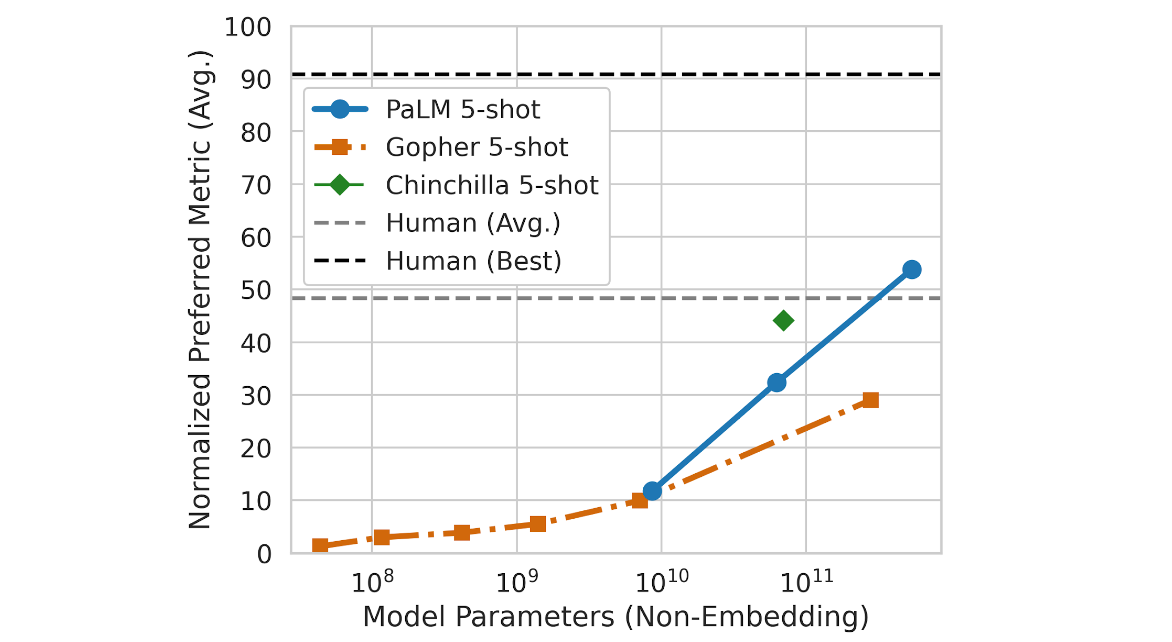 Normalized Preferred Metric (Avg.)
100
90
80
70
60
50
40
30
20
10
0
PaLM 5-shot
Gopher 5-shot
Chinchilla 5-shot
Human (Avg.)
Human (Best)
10⁸ 10⁹ 10¹⁰ 10¹¹
Model Parameters (Non-Embedding)